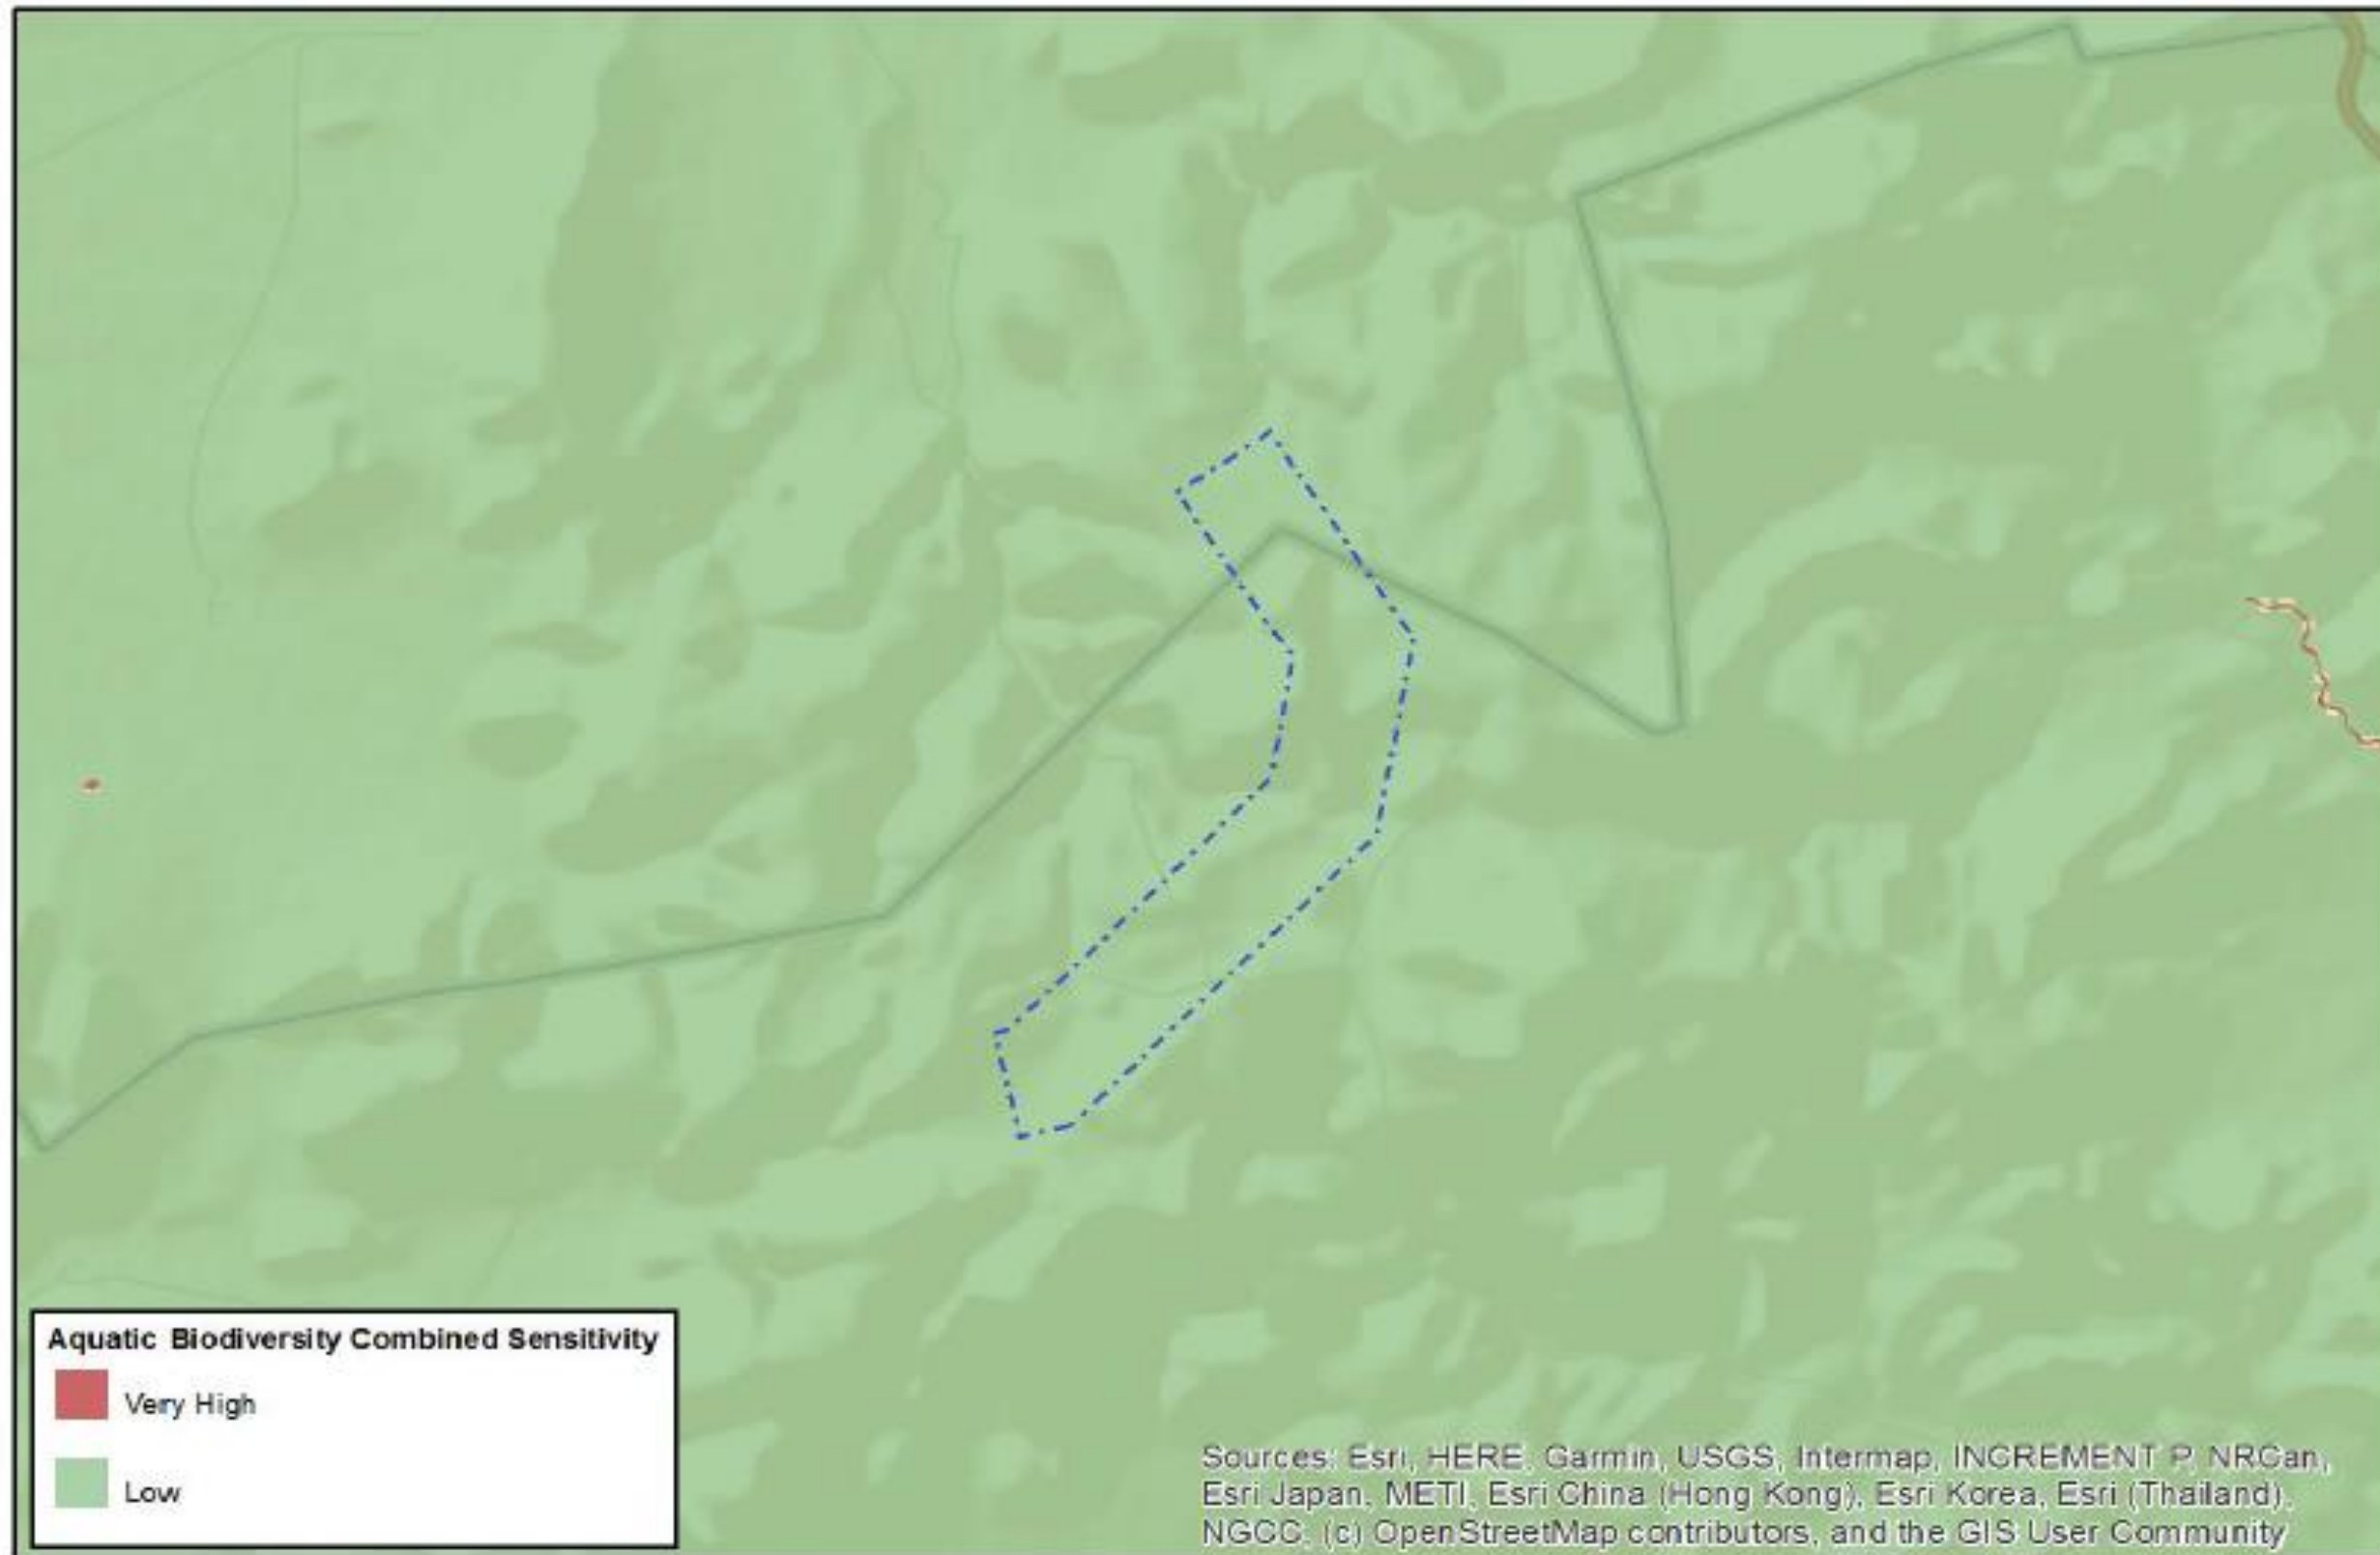 Aquatic Biodiversity Combined Sensitivity
Very High
Low
Sources: Esri, HERE, Garmin, USGS, Intermap, INCREMENT P, NRCan,
Esri Japan, METI, Esri China (Hong Kong), Esri Korea, Esri (Thailand),
NGCC, (c) OpenStreetMap contributors, and the GIS User Community